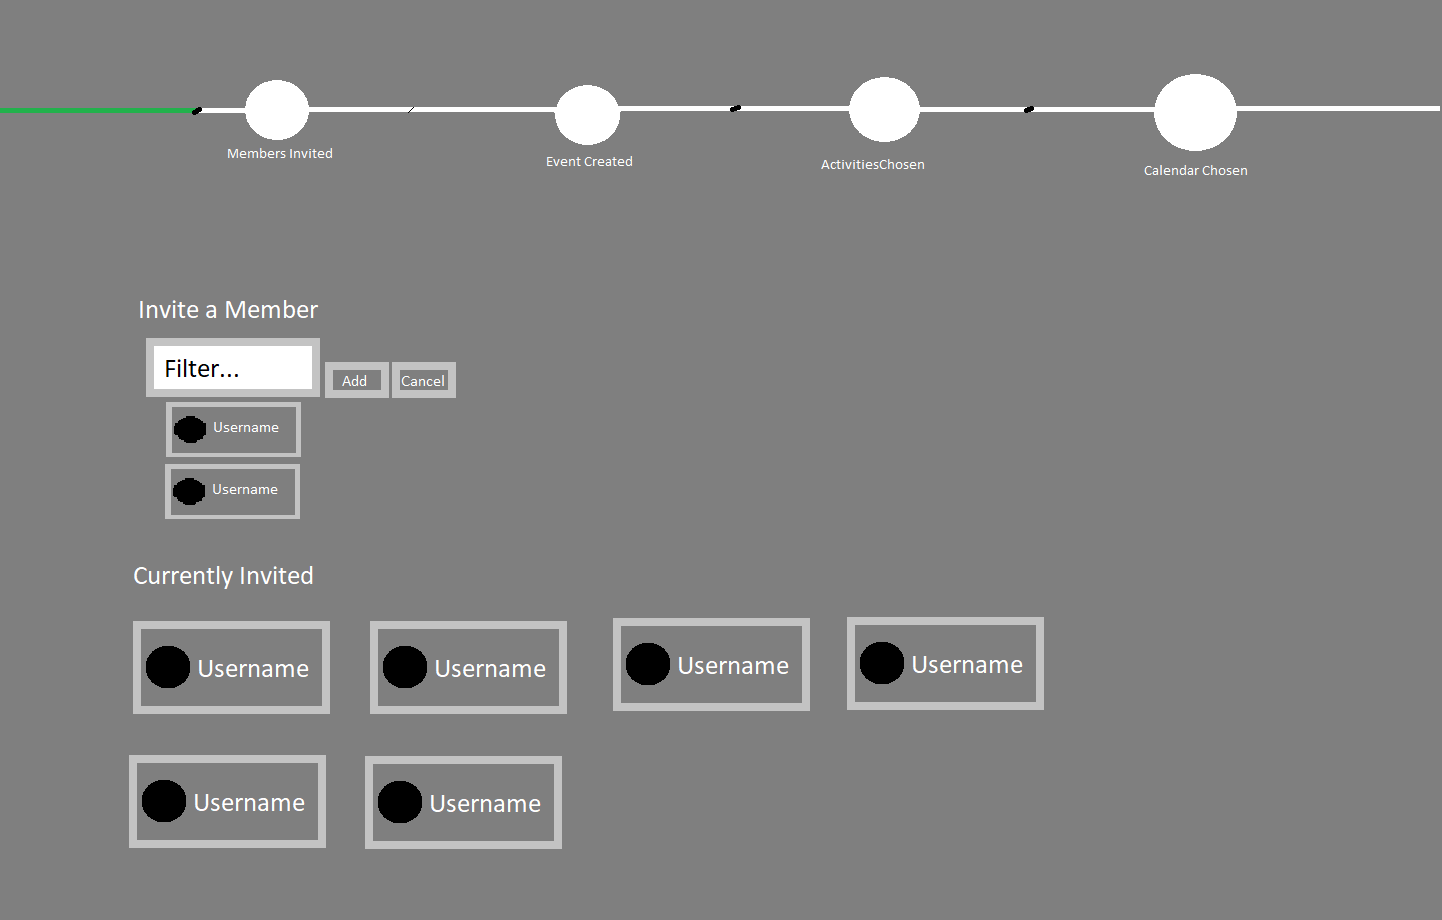 Members Invited
Event Created
ActivitiesChosen
Calendar Chosen
Invite a Member
Filter...
Add
Cancel
Username
Username
Currently Invited
Username
Username
Username
Username
Username
Username